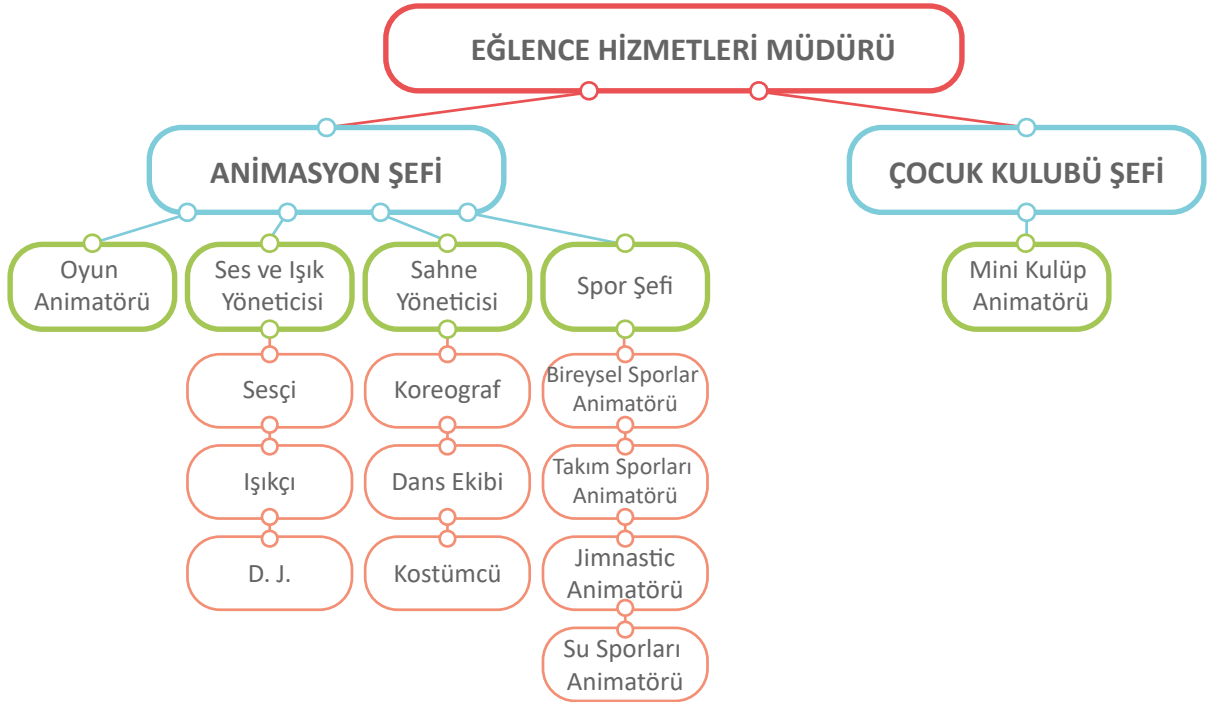 EĞLENCE HİZMETLERİ MÜDÜRÜ
ANİMASYON ŞEFİ
ÇOCUK KULUBÜ ŞEFİ
Oyun
Animatörü
Ses ve Işık
Yöneticisi
Sahne
Yöneticisi
Spor Şefi
Mini Kulüp
Animatörü
Sesçi
Koreograf
Bireysel Sporlar
Animatörü
Işıkçı
Dans Ekibi
Takım Sporları
Animatörü
D. J.
Kostümcü
Jimnastic
Animatörü
Su Sporları
Animatörü